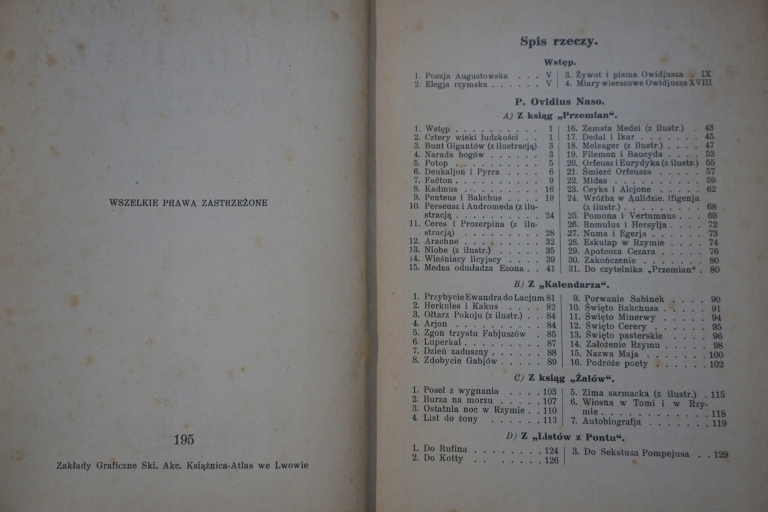 WSZELKIE PRAWA ZASTRZEŻONE
195
Zakłady Graficzne Ski. Akc. Książnica-Atlas we Lwowie
Spis rzeczy.
Wstęp.
1. Poezja Augustowska . . . V
2. Elegja rzymska . . . . . . V
3. Żywot i pisma Owidjusza . IX
4. Miary wierszowe Owidjusza XVIII
P. Ovidius Naso.
A) Z ksiąg „Przemian“.
1. Wstęp . . . . . . . . . . 1
2. Cztery wieki ludzkości . . 1
3. Bunt Gigantów (z ilustracją) 3
4. Narada bogów . . . . . . 3
5. Potop . . . . . . . . . . 5
6. Deukaljon i Pyrra . . . . 6
7. Faëton . . . . . . . . . . 9
8. Kadmus . . . . . . . . . 16
9. Penteus i Bakchus . . . . 19
10. Perseusz i Andromeda (z ilu-
stracją . . . . . . . . . . 24
11. Ceres i Prozerpina (z ilu-
stracją) . . . . . . . . . 28
12. Arachne . . . . . . . . . 32
13. Niobe (z ilustr.) . . . . . 35
14. Wieśniacy licyjscy . . . . 39
15. Medea odmładza Ezona . . 41
16. Zemsta Medei (z ilustr.) . 43
17. Dedal i Ikar . . . . . . . 45
18. Meleager (z ilustr.) . . . . 47
19. Filemon i Baucyda . . . . 52
20. Orfeusz i Eurydyka (z ilustr.) 55
21. Śmierć Orfeusza . . . . . 57
22. Midas . . . . . . . . . . 59
23. Ceyks i Alcjone . . . . . 62
24. Wróżba w Aulidzie. Ifigenja
(z ilustr.) . . . . . . . . 68
25. Pomona i Vertumnus . . . 69
26. Romulus i Hersylja . . . . 72
27. Numa i Egerja . . . . . . 73
28. Eskulap w Rzymie . . . . 74
29. Apoteoza Cezara . . . . . 76
30. Zakończenie . . . . . . . 80
31. Do czytelnika „Przemian“ . 80
B) Z „Kalendarza“.
1. Przybycie Ewandra do Lacjum 81
2. Herkules i Kakus . . . . 82
3. Ołtarz Pokoju (z ilustr.) . . 84
4. Arjon . . . . . . . . . . 84
5. Zgon trzystu Fabjuszów . 85
6. Luperkal . . . . . . . . . 87
7. Dzień zaduszny . . . . . . 88
8. Zdobycie Gabjów . . . . . 89
9. Porwanie Sabinek . . . . 90
10. Święto Bakchusa . . . . . 91
11. Święto Minerwy . . . . . 94
12. Święto Cerery . . . . . . 95
13. Święto pasterskie . . . . 96
14. Założenie Rzymu . . . . . 98
15. Nazwa Maja . . . . . . . 100
16. Podróże poety . . . . . . 102
C) Z ksiąg „Żalów“.
1. Poseł z wygnania . . . . 103
2. Burza na morzu . . . . . 107
3. Ostatnia noc w Rzymie . . 110
4. List do żony . . . . . . 113
5. Zima sarmacka (z ilustr.) . 115
6. Wiosna w Tomi i w Rzy-
mie . . . . . . . . . . . 118
7. Autobiografja . . . . . . 119
D) Z „Listów z Pontu“.
1. Do Rufina . . . . . . . . 124
2. Do Kotty . . . . . . . . 126
3. Do Sekstusa Pompejusa . . 129